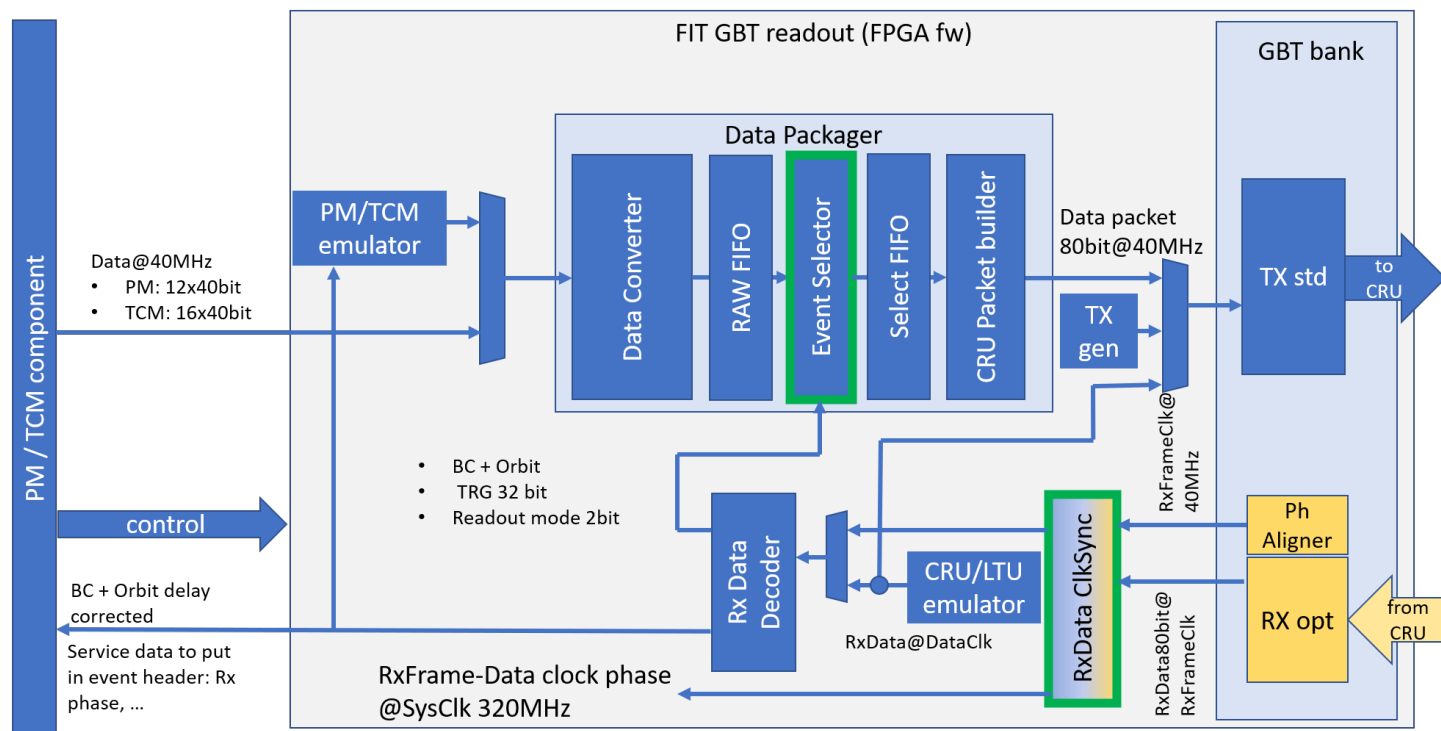 FIT GBT readout (FPGA fw)
GBT bank
Data Packager
PM / TCM component
PM/TCM
emulator
Data Converter
RAW FIFO
Event Selector
Select FIFO
CRU Packet builder
Data packet
80bit@40MHz
TX std
to
CRU
Data@40MHz
• PM: 12x40bit
• TCM: 16x40bit
TX
gen
RxFrameClk@
40MHz
• BC + Orbit
• TRG 32 bit
• Readout mode 2bit
control
Rx Data
Decoder
CRU/LTU
emulator
RxData ClkSync
Ph
Aligner
RX opt
from
CRU
BC + Orbit delay
corrected
RxData@DataClk
RxData80bit@
RxFrameClk
Service data to put
in event header: Rx
phase, ...
RxFrame-Data clock phase
@SysClk 320MHz